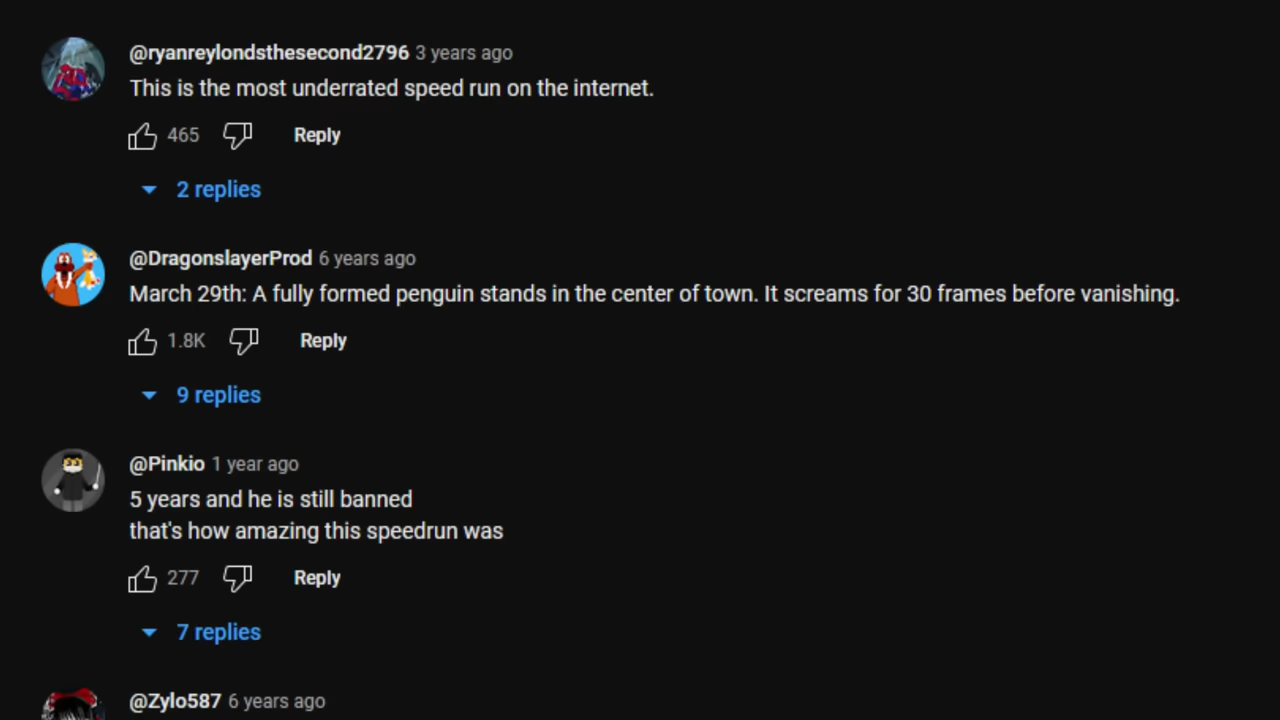 @ryanreylondsthesecond2796 3 years ago
This is the most underrated speed run on the internet.
465 Reply
2 replies
@DragonslayerProd 6 years ago
March 29th: A fully formed penguin stands in the center of town. It screams for 30 frames before vanishing.
1.8K Reply
9 replies
@Pinkio 1 year ago
5 years and he is still banned
that's how amazing this speedrun was
277 Reply
7 replies
@Zylo587 6 years ago